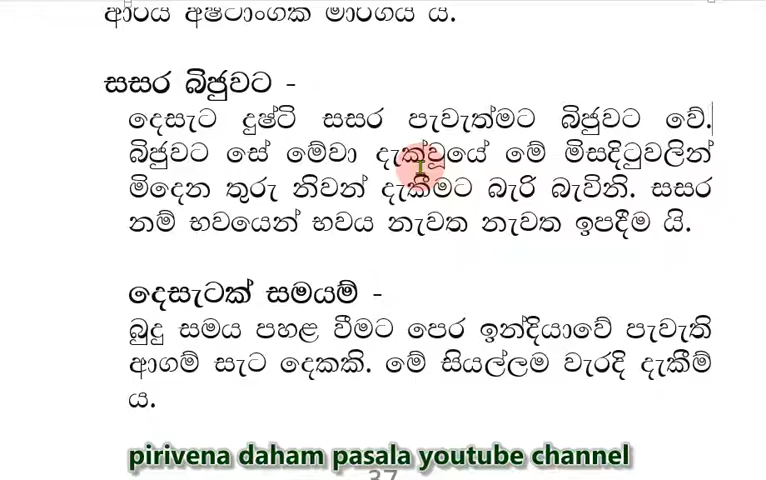 ආර්ය අෂ්ටාංගික මාර්ගය ය.
සසර බිජුවට -
දෙසැට දුෂ්ටි සසර පැවැත්මට බිජුවට වේ.
බිජුවට සේ මේවා දැක්වූයේ මේ මිසදිටුවලින්
මිදෙන තුරු නිවන් දැකීමට බැරි බැවිනි. සසර
නම් භවයෙන් භවය නැවත නැවත ඉපදීම යි.
දෙසැටක් සමයම් -
බුදු සමය පහළ වීමට පෙර ඉන්දියාවේ පැවැති
ආගම් සැට දෙකකි. මේ සියල්ලම වැරදි දැකීම්
ය.
pirivena daham pasala youtube channel
37